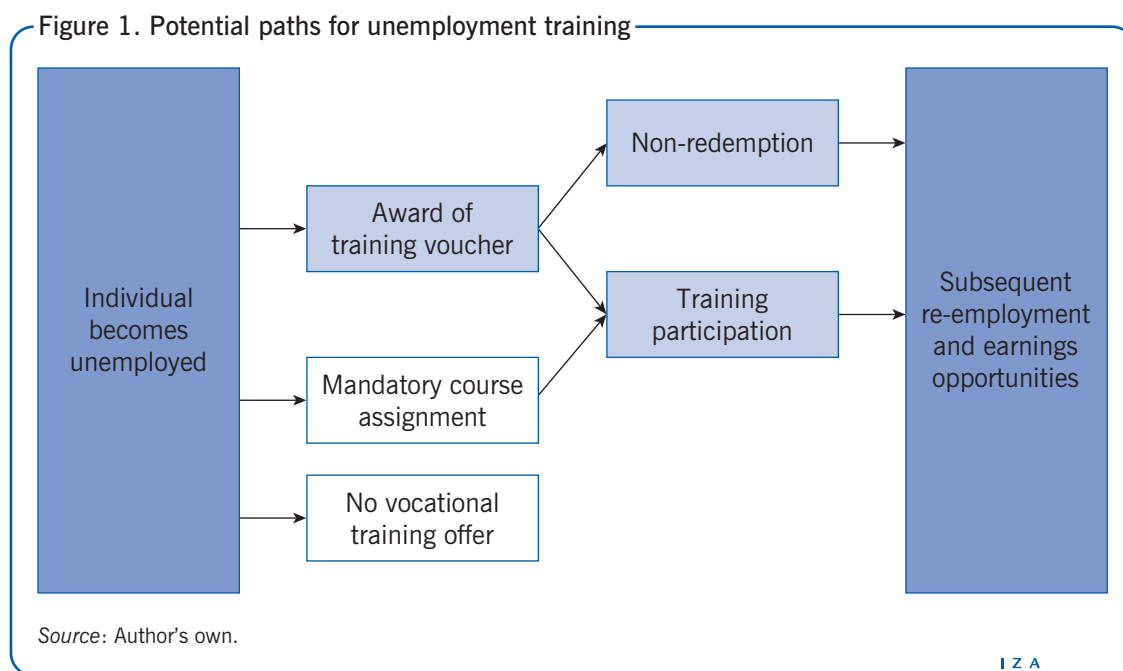 Figure 1. Potential paths for unemployment training
Individual
becomes
unemployed
Award of
training voucher
Mandatory course
assignment
No vocational
training offer
Non-redemption
Training
participation
Subsequent
re-employment
and earnings
opportunities
Source: Author's own.
I Z A